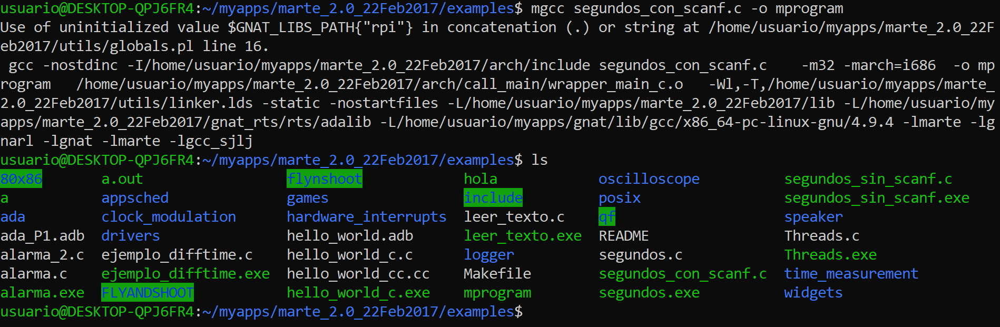 usuario@DESKTOP-QPJ6FR4:~/myapps/marte_2.0_22Feb2017/examples$ mgcc segundos_con_scanf.c -o mprogram
Use of uninitialized value $GNAT_LIBS_PATH{"rpi"} in concatenation (.) or string at /home/usuario/myapps/marte_2.0_22F
eb2017/utils/globals.pl line 16.
 gcc -nostdinc -I/home/usuario/myapps/marte_2.0_22Feb2017/arch/include segundos_con_scanf.c    -m32 -march=i686  -o mp
rogram   /home/usuario/myapps/marte_2.0_22Feb2017/arch/call_main/wrapper_main_c.o   -Wl,-T,/home/usuario/myapps/marte_
2.0_22Feb2017/utils/linker.lds -static -nostartfiles -L/home/usuario/myapps/marte_2.0_22Feb2017/lib -L/home/usuario/my
apps/marte_2.0_22Feb2017/gnat_rts/rts/adalib -L/home/usuario/myapps/gnat/lib/gcc/x86_64-pc-linux-gnu/4.9.4 -lmarte -lg
narl -lgnat -lmarte -lgcc_sjlj
usuario@DESKTOP-QPJ6FR4:~/myapps/marte_2.0_22Feb2017/examples$ ls
80x86       a.out                 flynshoot            hola            oscilloscope          segundos_sin_scanf.c
a           appsched              games                include         posix                 segundos_sin_scanf.exe
ada         clock_modulation      hardware_interrupts  leer_texto.c    qf                    speaker
ada_P1.adb  drivers               hello_world.adb      leer_texto.exe  README                Threads.c
alarma_2.c  ejemplo_difftime.c    hello_world_c.c      logger          segundos.c            Threads.exe
alarma.c    ejemplo_difftime.exe  hello_world_cc.cc    Makefile        segundos_con_scanf.c  time_measurement
alarma.exe  FLYANDSHOOT           hello_world_c.exe    mprogram        segundos.exe          widgets
usuario@DESKTOP-QPJ6FR4:~/myapps/marte_2.0_22Feb2017/examples$